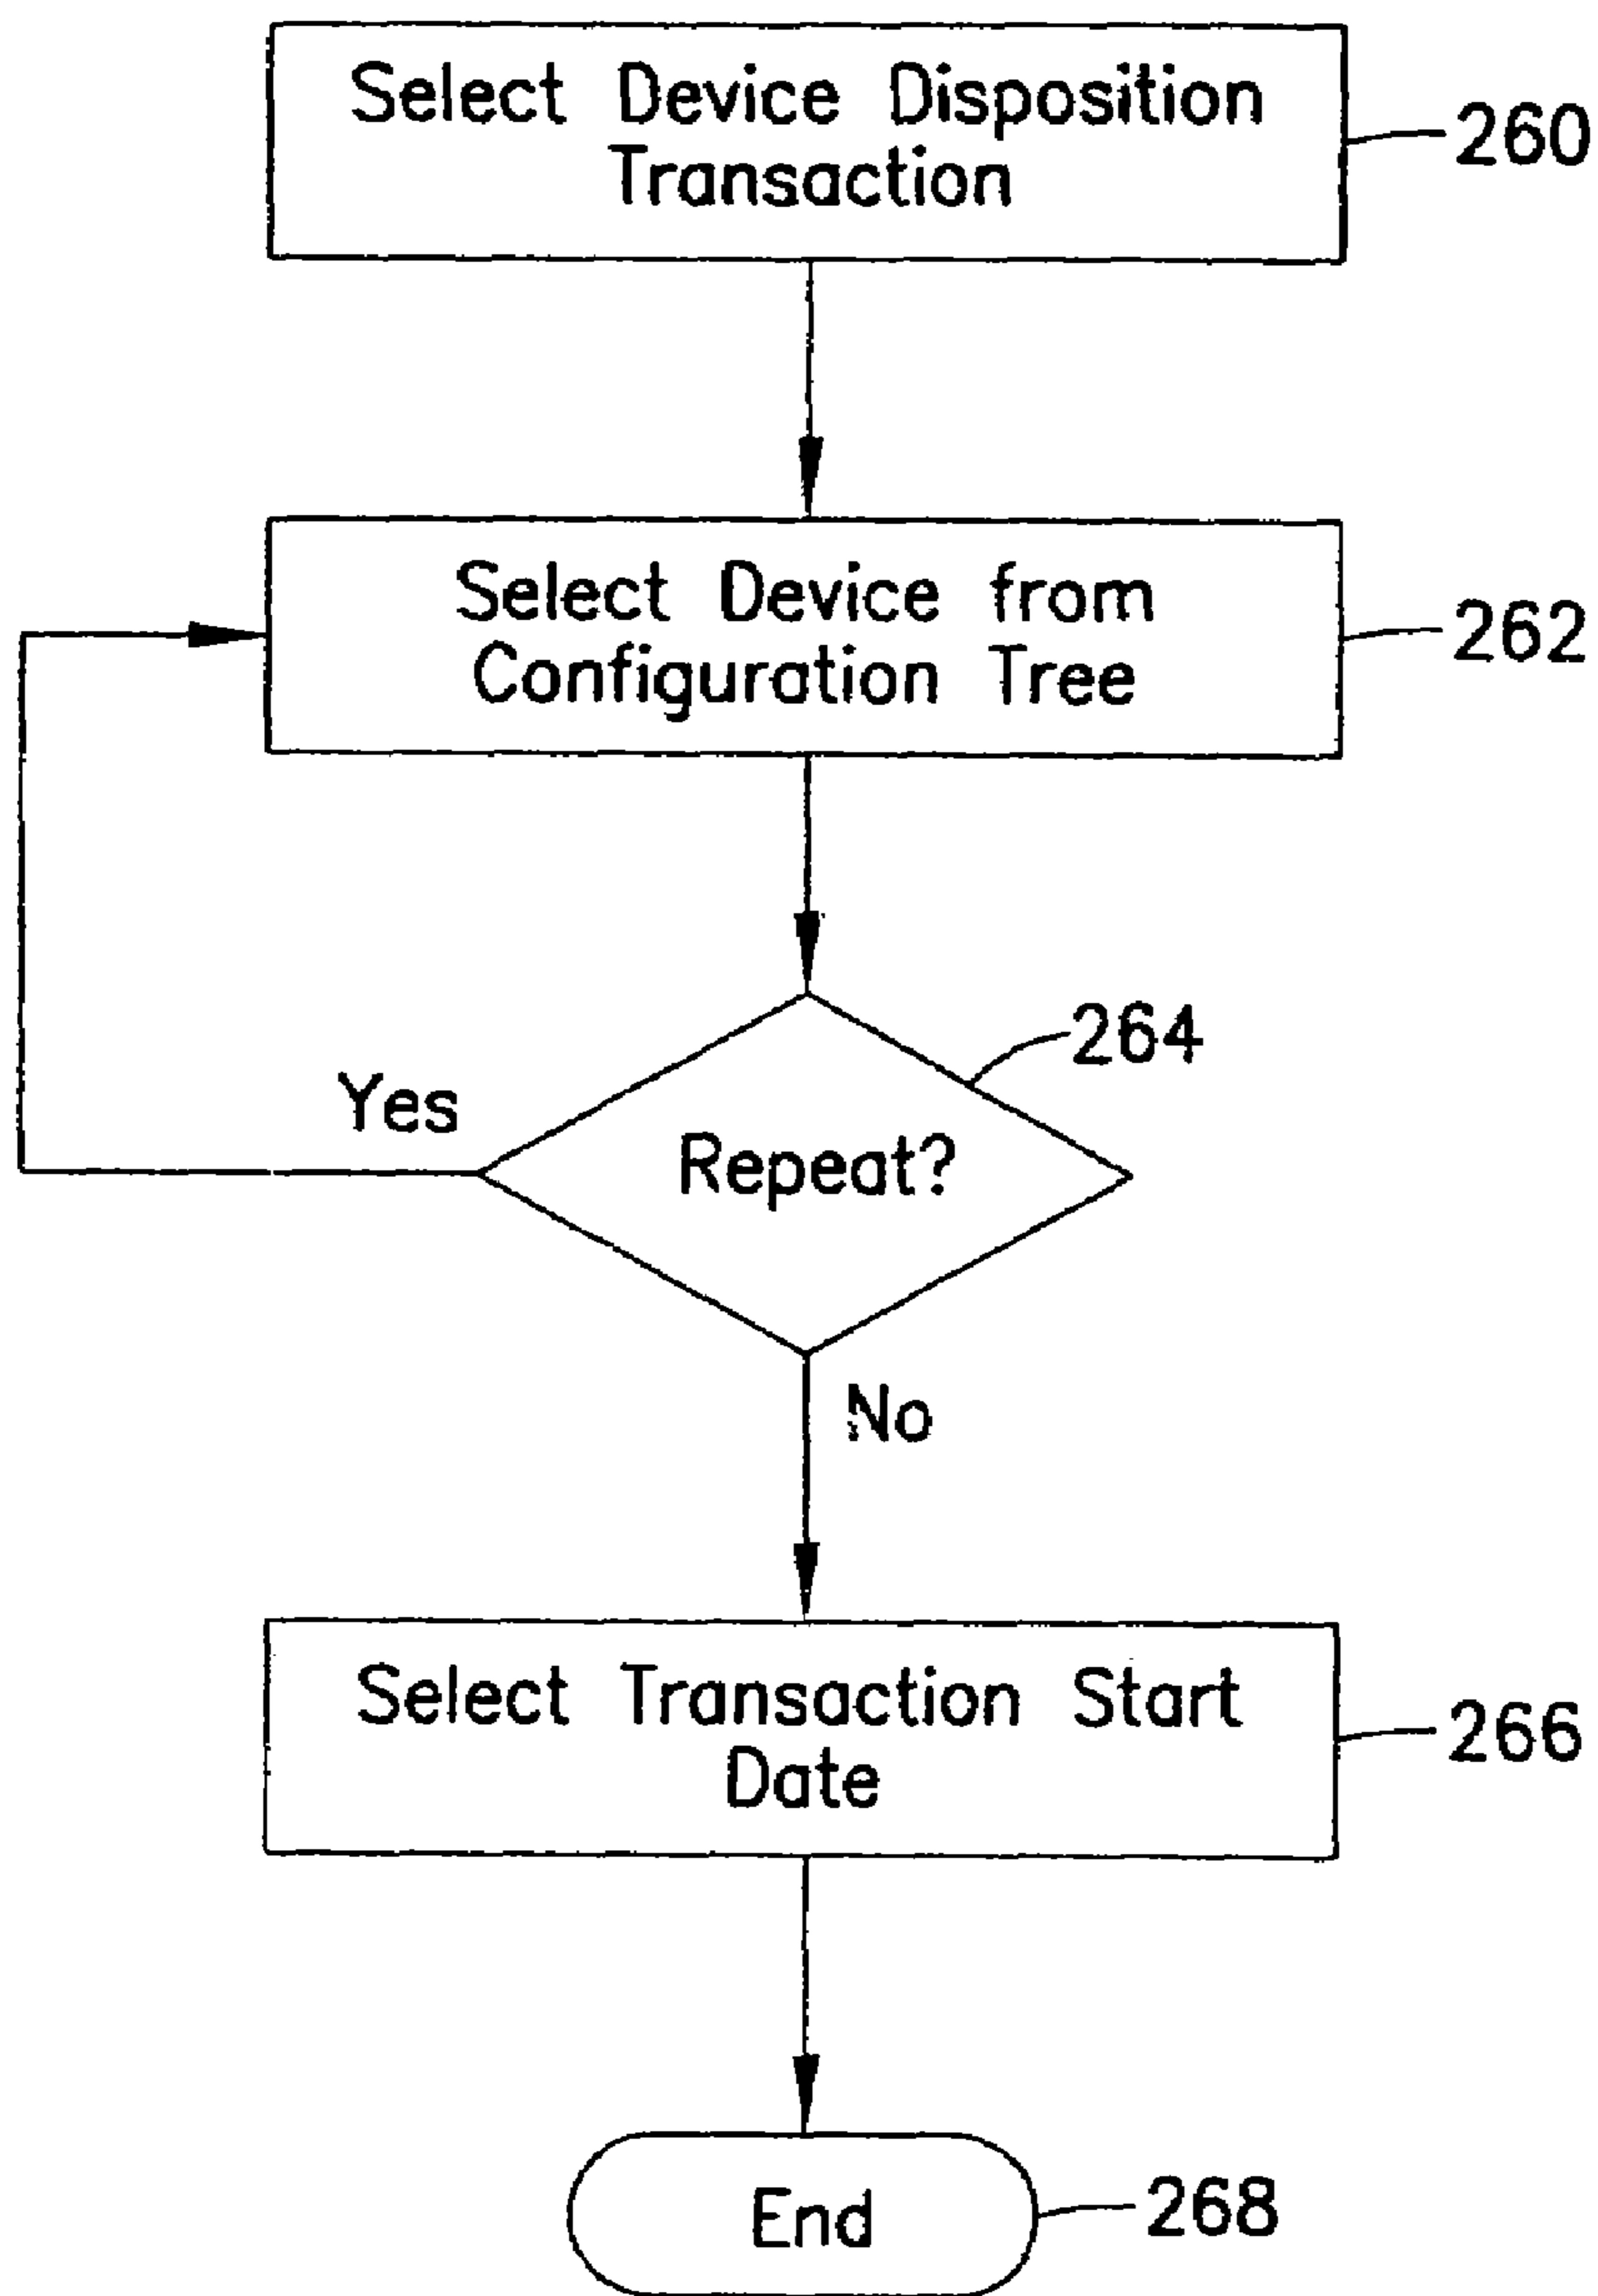 Select Device Disposition
Transaction
260
Select Device from
Configuration Tree
262
264
Yes
Repeat?
No
Select Transaction Start
Date
266
End
268